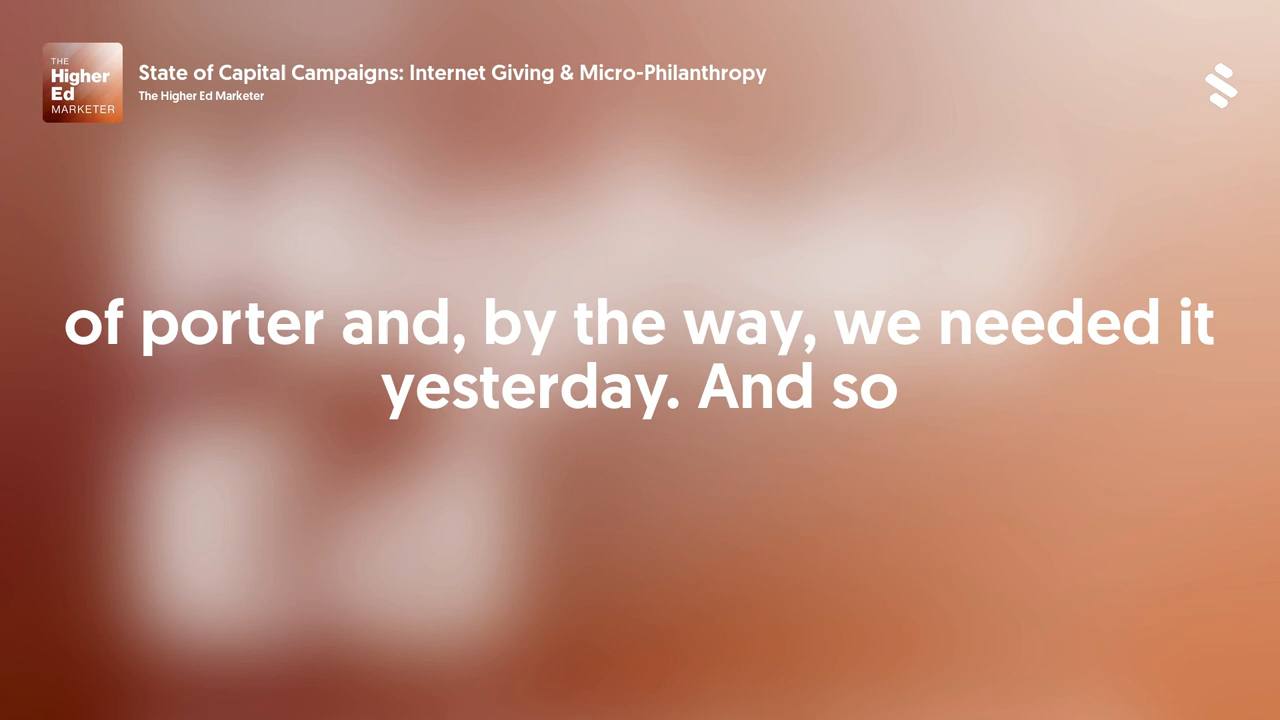 THE
Higher
Ed
MARKETER
State of Capital Campaigns: Internet Giving & Micro-Philanthropy
The Higher Ed Marketer
of porter and, by the way, we needed it
yesterday. And so